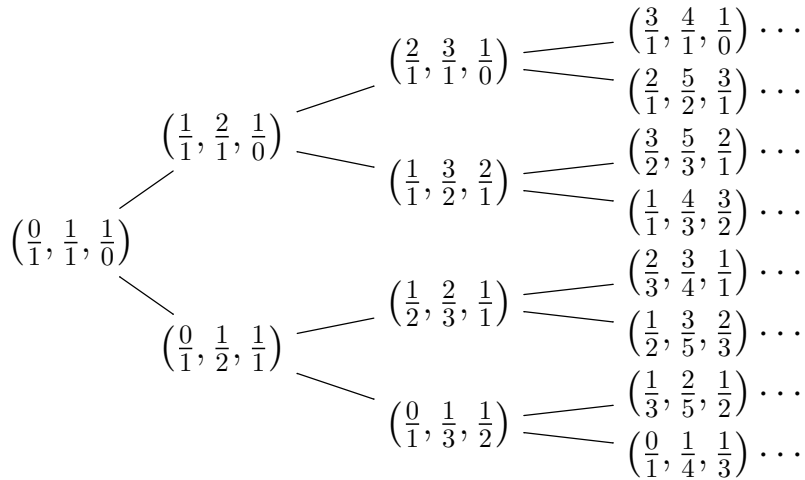 (3/1, 4/1, 1/0) ⋯
(2/1, 3/1, 1/0)
(2/1, 5/2, 3/1) ⋯
(1/1, 2/1, 1/0)
(3/2, 5/3, 2/1) ⋯
(1/1, 3/2, 2/1)
(1/1, 4/3, 3/2) ⋯
(0/1, 1/1, 1/0)
(2/3, 3/4, 1/1) ⋯
(1/2, 2/3, 1/1)
(1/2, 3/5, 2/3) ⋯
(0/1, 1/2, 1/1)
(1/3, 2/5, 1/2) ⋯
(0/1, 1/3, 1/2)
(0/1, 1/4, 1/3) ⋯